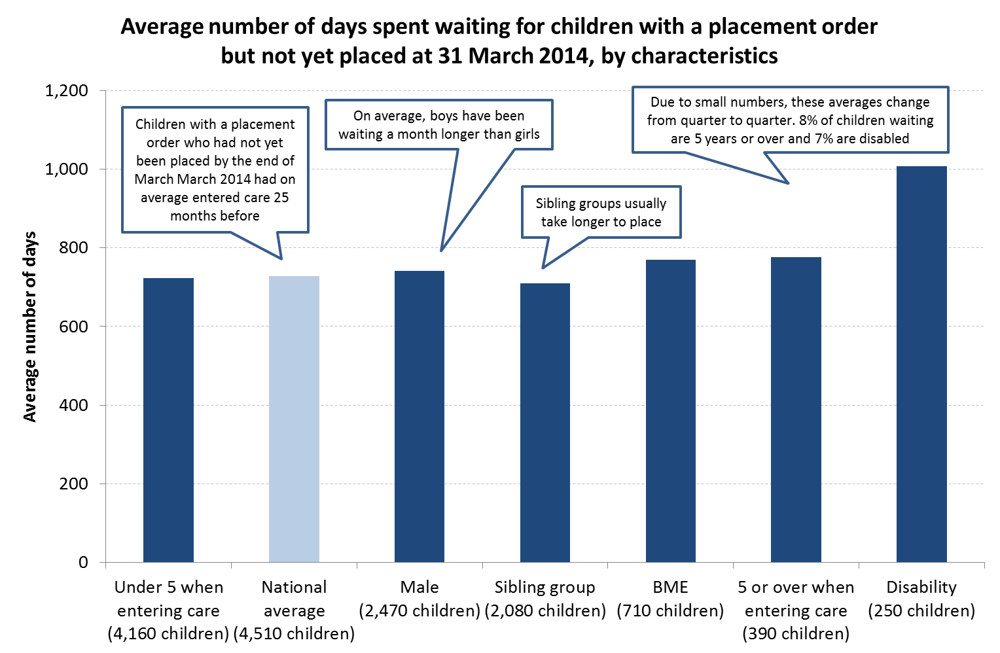 Average number of days spent waiting for children with a placement order
but not yet placed at 31 March 2014, by characteristics
Average number of days
1,200
1,000
800
600
400
200
0
Children with a placement
order who had not yet
been placed by the end of
March March 2014 had on
average entered care 25
months before
On average, boys have been
waiting a month longer than girls
Sibling groups usually
take longer to place
Due to small numbers, these averages change
from quarter to quarter. 8% of children waiting
are 5 years or over and 7% are disabled
Under 5 when
entering care
(4,160 children)
National
average
(4,510 children)
Male
(2,470 children)
Sibling group
(2,080 children)
BME
(710 children)
5 or over when
entering care
(390 children)
Disability
(250 children)